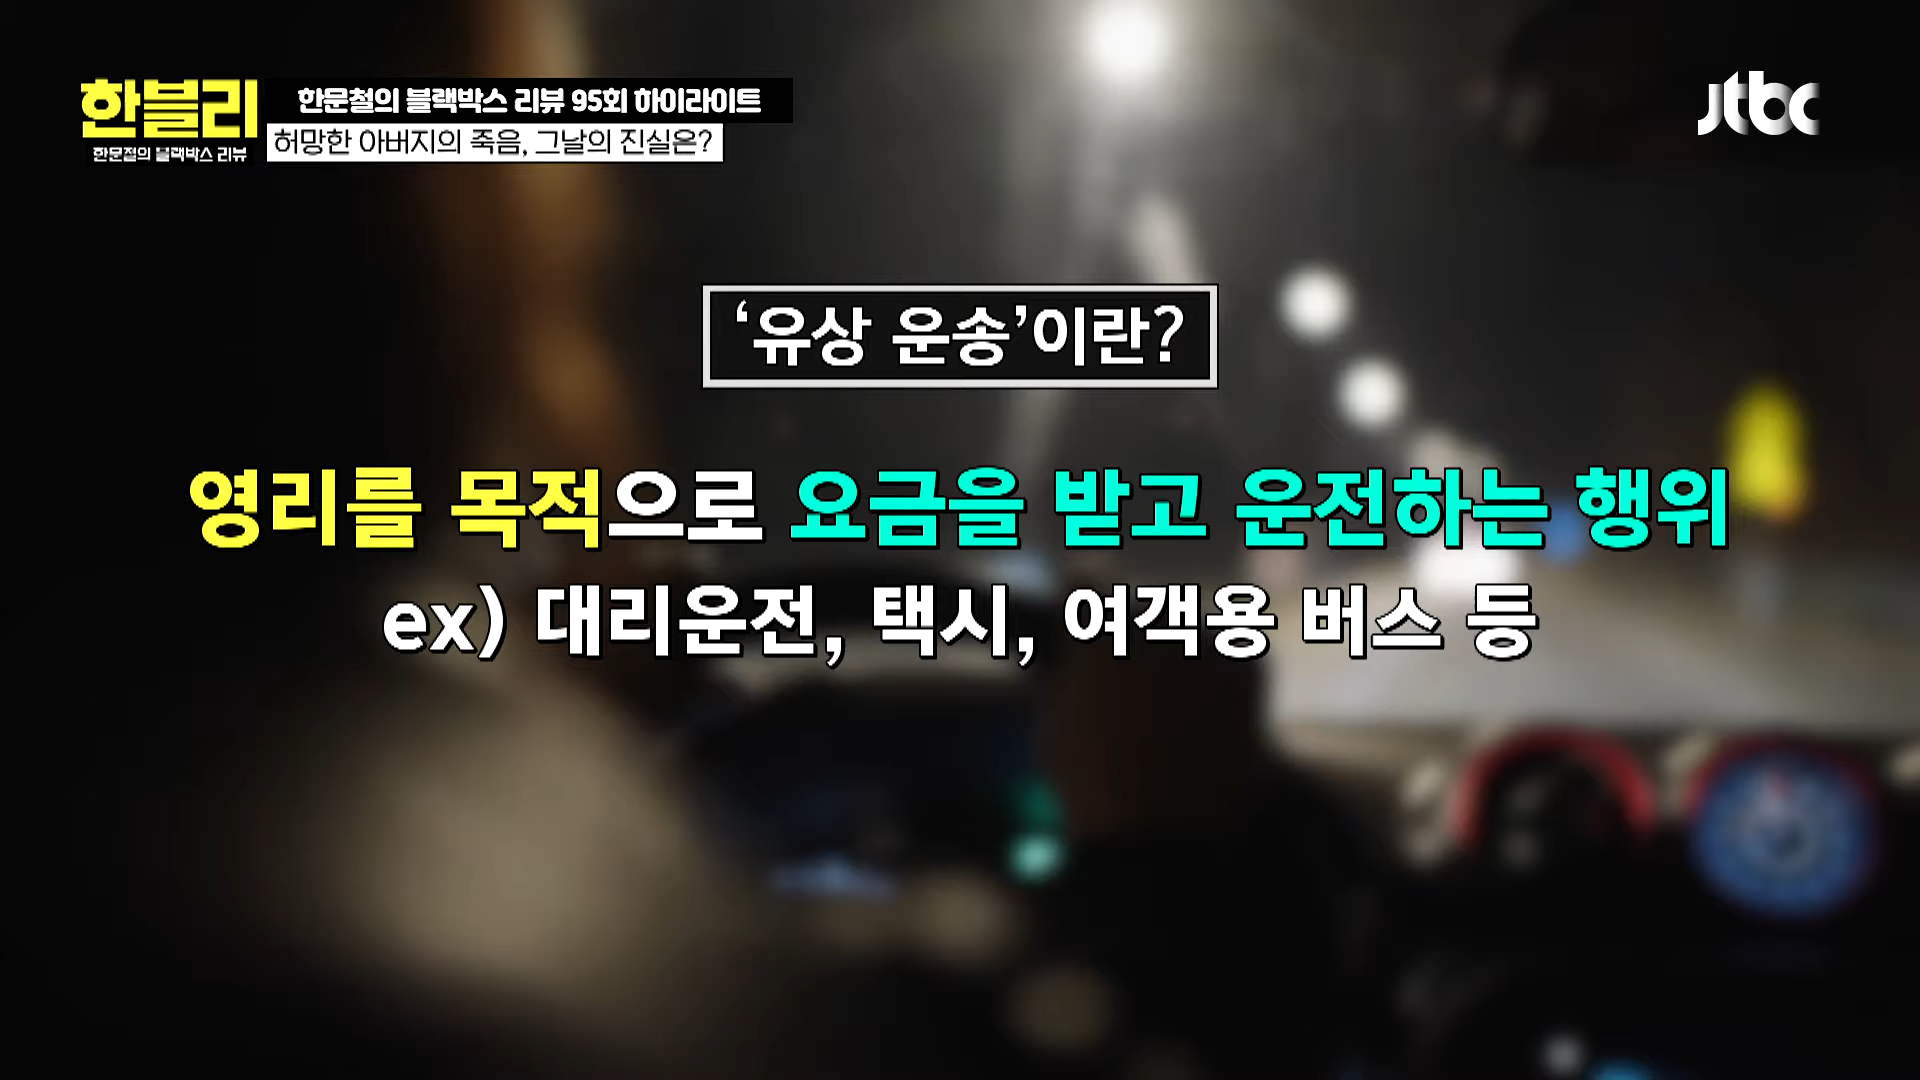 한블리
한문철의 블랙박스 리뷰
한문철의 블랙박스 리뷰 95회 하이라이트
허망한 아버지의 죽음, 그날의 진실은?
jtbc
‘유상 운송’이란?
영리를 목적으로 요금을 받고 운전하는 행위
ex) 대리운전, 택시, 여객용 버스 등